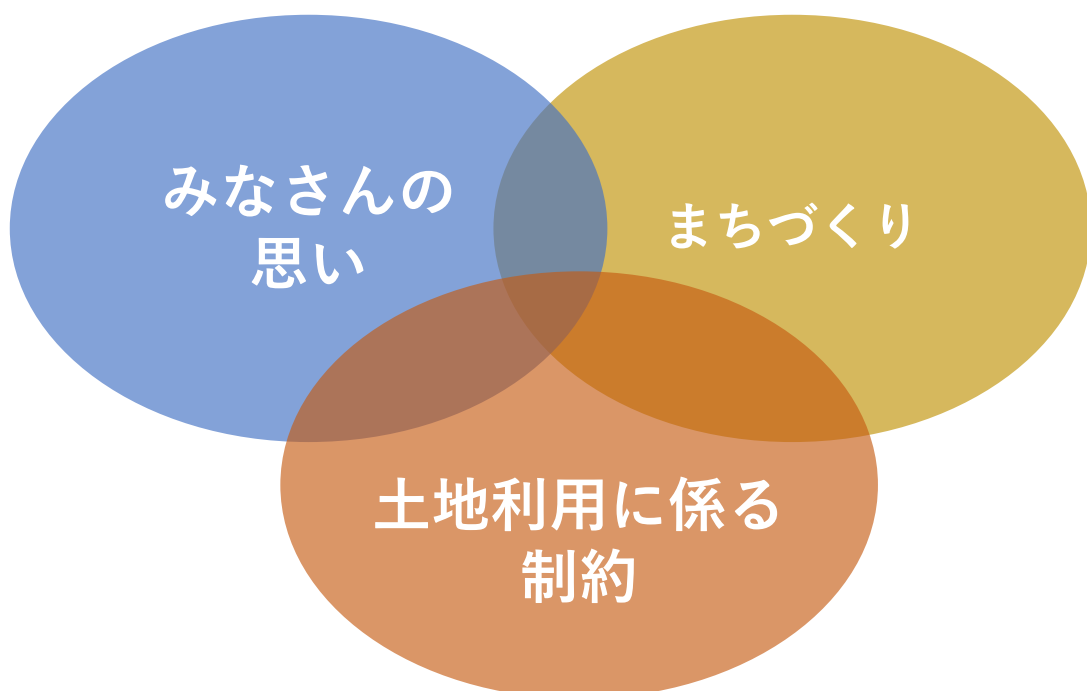 みなさんの
思い
まちづくり
土地利用に係る
制約